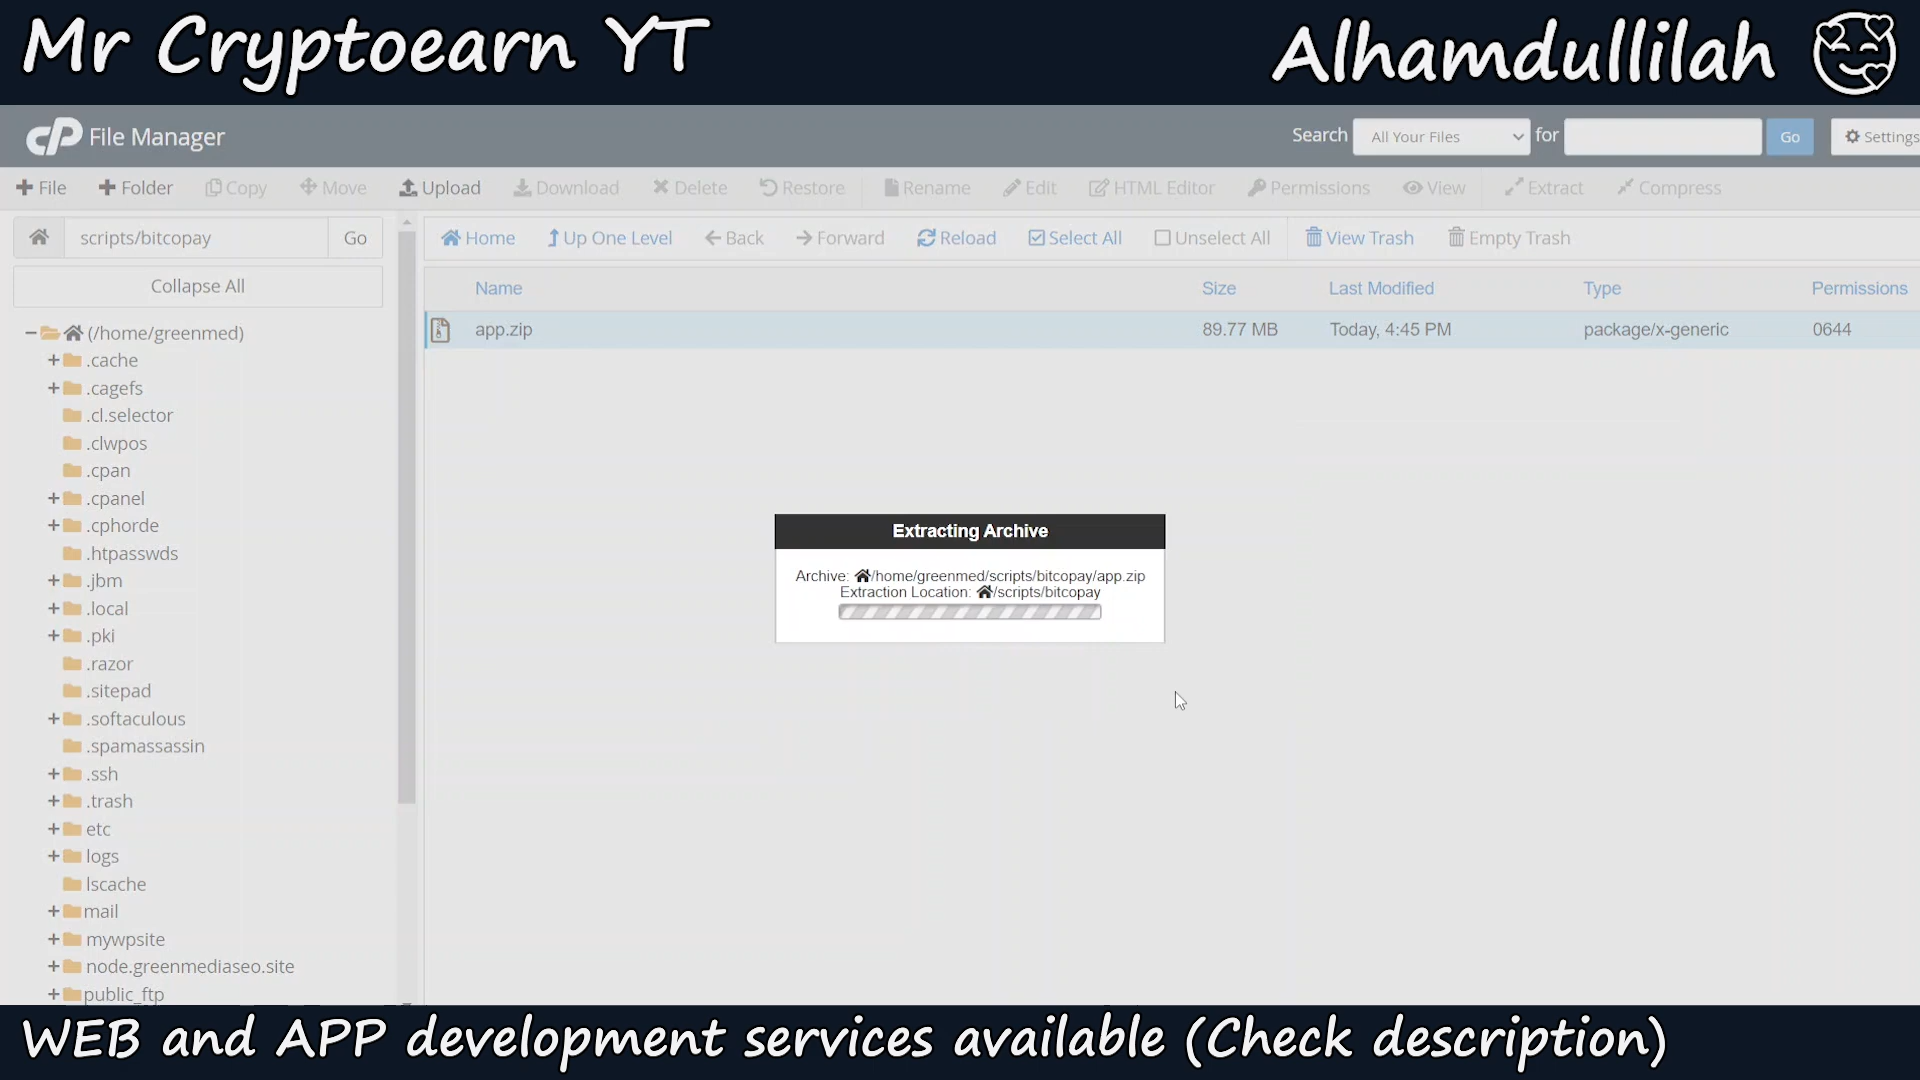 Mr Cryptoearn YT
Alhamdullilah
cP File Manager
Search All Your Files for Go Settings
File Folder Copy Move Upload Download Delete Restore Rename Edit HTML Editor Permissions View Extract Compress
scripts/bitcopay Go
Home Up One Level Back Forward Reload Select All Unselect All View Trash Empty Trash
Collapse All
Name Size Last Modified Type Permissions
app.zip 89.77 MB Today, 4:45 PM package/x-generic 0644
(/home/greenmed)
.cache
.cagefs
.cl.selector
.clwpos
.cpan
.cpanel
.cphorde
.htpasswds
.jbm
.local
.pki
.razor
.sitepad
.softaculous
.spamassassin
.ssh
.trash
etc
logs
lscache
mail
mywpsite
node.greenmediaseo.site
public_ftp
Extracting Archive
Archive: /home/greenmed/scripts/bitcopay/app.zip
Extraction Location: /scripts/bitcopay
WEB and APP development services available (Check description)